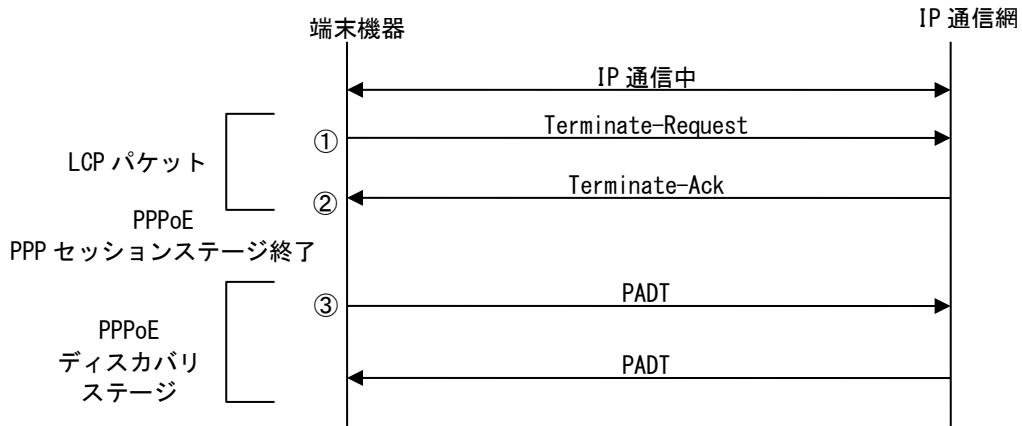 端末機器
IP 通信網
IP 通信中
LCP パケット
①
Terminate-Request
②
Terminate-Ack
PPPoE
PPP セッションステージ終了
PPPoE
ディスカバリ
ステージ
③
PADT
PADT